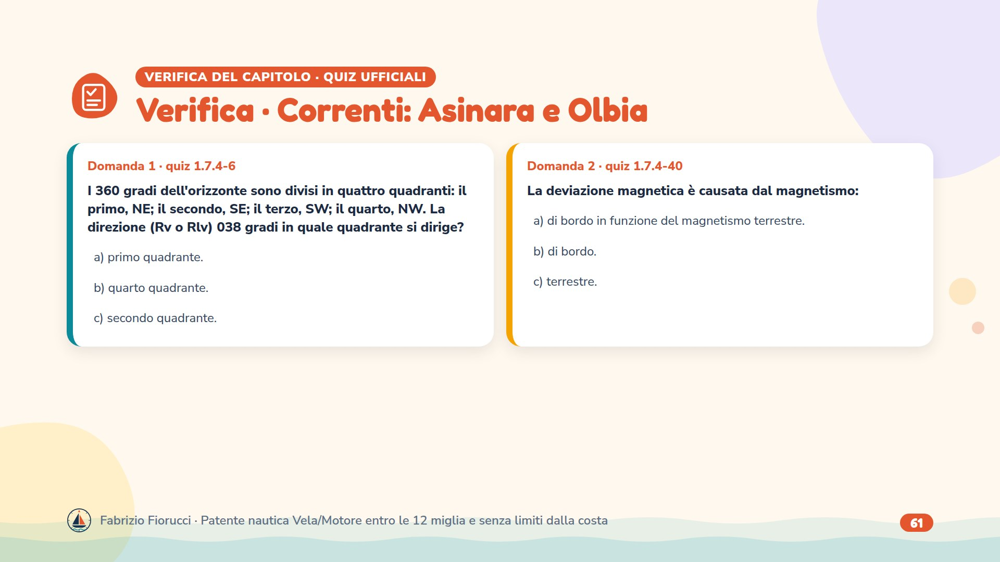 VERIFICA DEL CAPITOLO · QUIZ UFFICIALI
Verifica · Correnti: Asinara e Olbia
Domanda 1 · quiz 1.7.4-6
I 360 gradi dell'orizzonte sono divisi in quattro quadranti: il
primo, NE; il secondo, SE; il terzo, SW; il quarto, NW. La
direzione (Rv o Rlv) 038 gradi in quale quadrante si dirige?
a) primo quadrante.
b) quarto quadrante.
c) secondo quadrante.
Domanda 2 · quiz 1.7.4-40
La deviazione magnetica è causata dal magnetismo:
a) di bordo in funzione del magnetismo terrestre.
b) di bordo.
c) terrestre.
Fabrizio Fiorucci · Patente nautica Vela/Motore entro le 12 miglia e senza limiti dalla costa
61